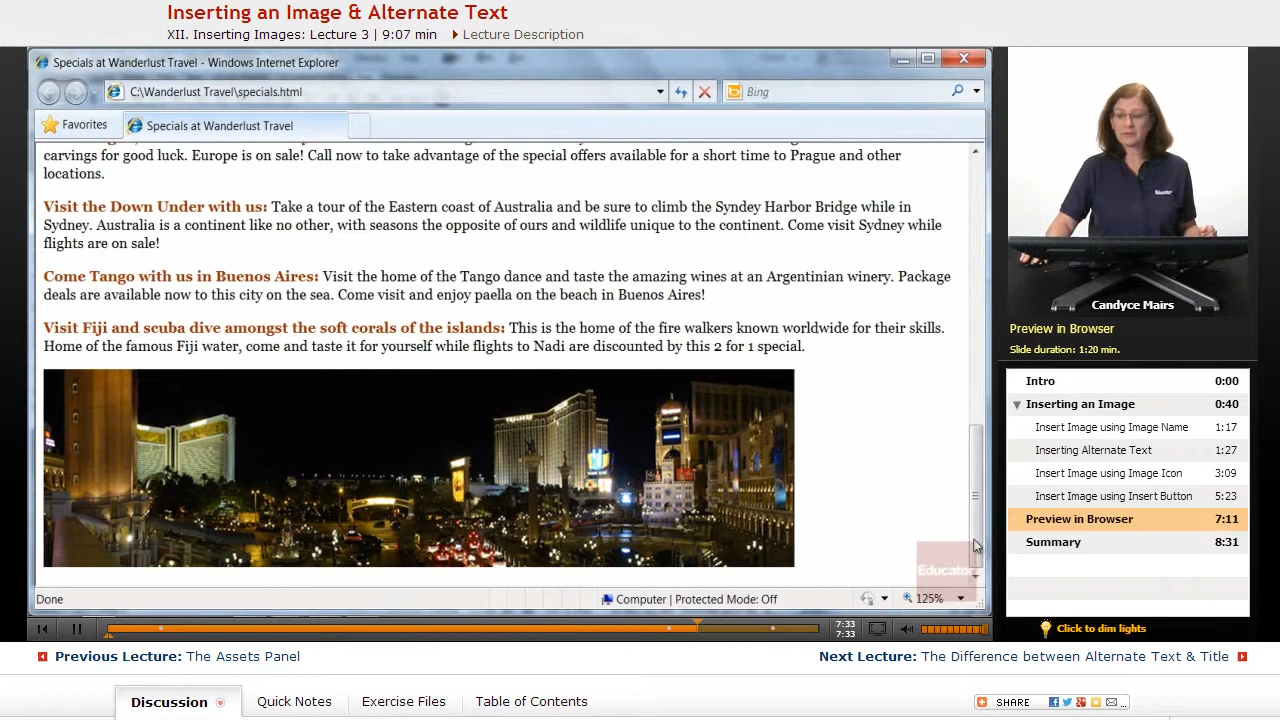 Inserting an Image & Alternate Text
XII. Inserting Images: Lecture 3 | 9:07 min Lecture Description
Specials at Wanderlust Travel - Windows Internet Explorer
C:\Wanderlust Travel\specials.html
Bing
Favorites
Specials at Wanderlust Travel
carvings for good luck. Europe is on sale! Call now to take advantage of the special offers available for a short time to Prague and other
locations.
Visit the Down Under with us: Take a tour of the Eastern coast of Australia and be sure to climb the Syndey Harbor Bridge while in
Sydney. Australia is a continent like no other, with seasons the opposite of ours and wildlife unique to the continent. Come visit Sydney while
flights are on sale!
Come Tango with us in Buenos Aires: Visit the home of the Tango dance and taste the amazing wines at an Argentinian winery. Package
deals are available now to this city on the sea. Come visit and enjoy paella on the beach in Buenos Aires!
Visit Fiji and scuba dive amongst the soft corals of the islands: This is the home of the fire walkers known worldwide for their skills.
Home of the famous Fiji water, come and taste it for yourself while flights to Nadi are discounted by this 2 for 1 special.
Educator
Done
Computer | Protected Mode: Off
125%
7:33
7:33
Educator
Candyce Mairs
Preview in Browser
Slide duration: 1:20 min.
Intro 0:00
Inserting an Image 0:40
Insert Image using Image Name 1:17
Inserting Alternate Text 1:27
Insert Image using Image Icon 3:09
Insert Image using Insert Button 5:23
Preview in Browser 7:11
Summary 8:31
Click to dim lights
Previous Lecture: The Assets Panel
Next Lecture: The Difference between Alternate Text & Title
Discussion
Quick Notes
Exercise Files
Table of Contents
SHARE